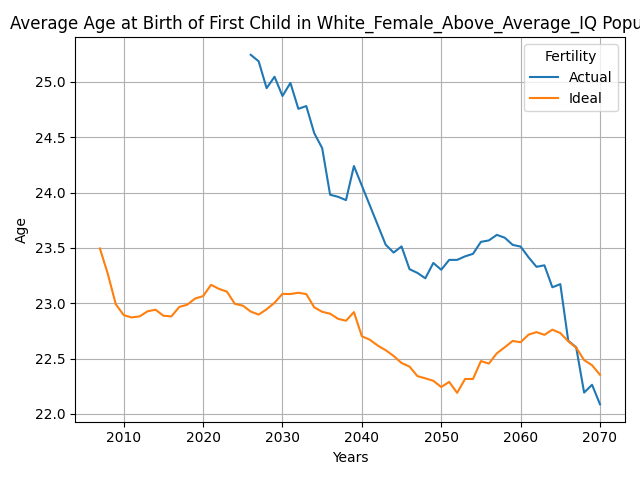 Average Age at Birth of First Child in White_Female_Above_Average_IQ Popu
Fertility
Actual
Ideal
25.0
24.5
24.0
23.5
23.0
22.5
22.0
Age
2010 2020 2030 2040 2050 2060 2070
Years